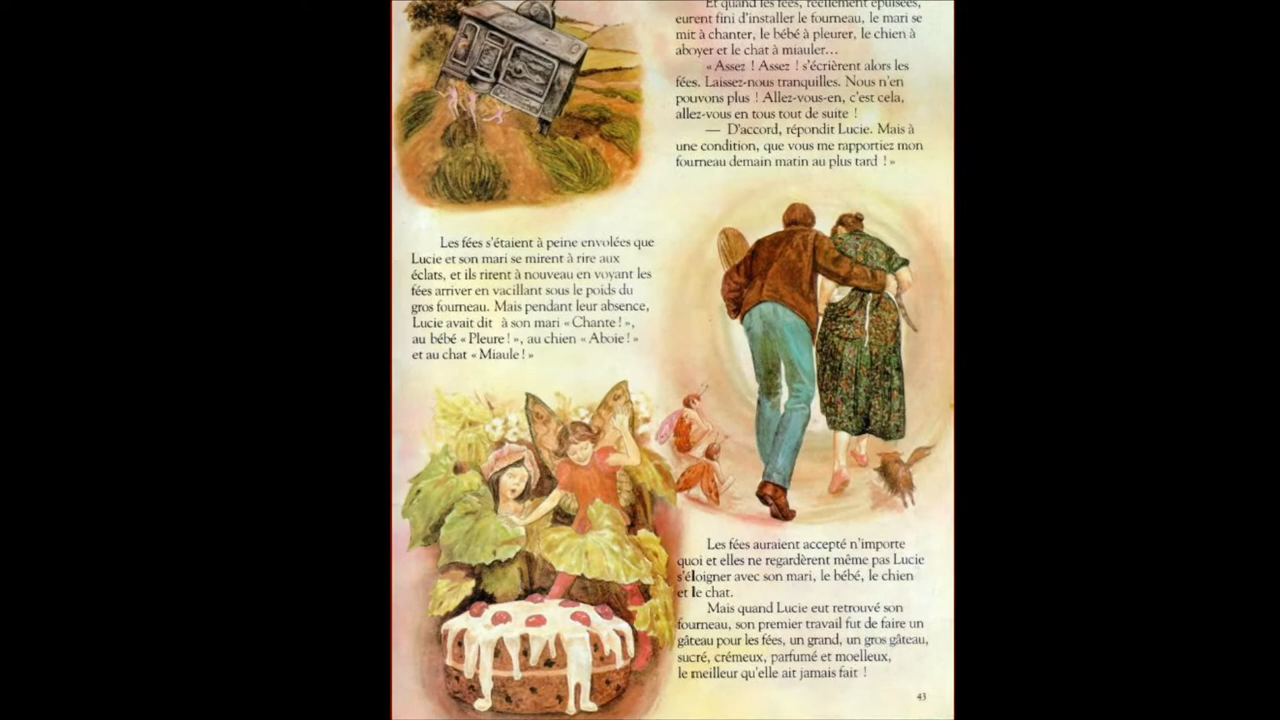 Les fées s'étaient à peine envolées que
Lucie et son mari se mirent à rire aux
éclats, et ils rirent à nouveau en voyant les
fées arriver en vacillant sous le poids du
gros fourneau. Mais pendant leur absence,
Lucie avait dit à son mari « Chante ! »,
au bébé « Pleure ! », au chien « Aboie ! »
et au chat « Miaule ! »
Et quand les fées, réellement épuisées,
eurent fini d'installer le fourneau, le mari se
mit à chanter, le bébé à pleurer, le chien à
aboyer et le chat à miauler...
« Assez ! Assez ! s'écrièrent alors les
fées. Laissez-nous tranquilles. Nous n'en
pouvons plus ! Allez-vous-en, c'est cela,
allez-vous en tous tout de suite !
— D'accord, répondit Lucie. Mais à
une condition, que vous me rapportiez mon
fourneau demain matin au plus tard ! »
Les fées auraient accepté n'importe
quoi et elles ne regardèrent même pas Lucie
s'éloigner avec son mari, le bébé, le chien
et le chat.
Mais quand Lucie eut retrouvé son
fourneau, son premier travail fut de faire un
gâteau pour les fées, un grand, un gros gâteau,
sucré, crémeux, parfumé et moelleux,
le meilleur qu'elle ait jamais fait !
43